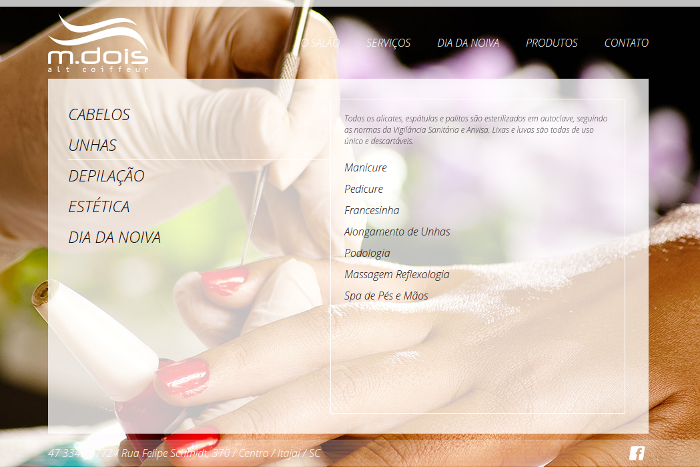 m.dois
alt coiffeur
O SALÃO SERVIÇOS DIA DA NOIVA PRODUTOS CONTATO
CABELOS
UNHAS
DEPILAÇÃO
ESTÉTICA
DIA DA NOIVA
Todos os alicates, espátulas e palitos são esterilizados em autoclave, seguindo
as normas da Vigilância Sanitária e Anvisa. Lixas e luvas são todas de uso
único e descartáveis.
Manicure
Pedicure
Francesinha
Alongamento de Unhas
Podologia
Massagem Reflexologia
Spa de Pés e Mãos
47 / Rua Felipe Schmidt, 370 / Centro / Itajaí / SC
f